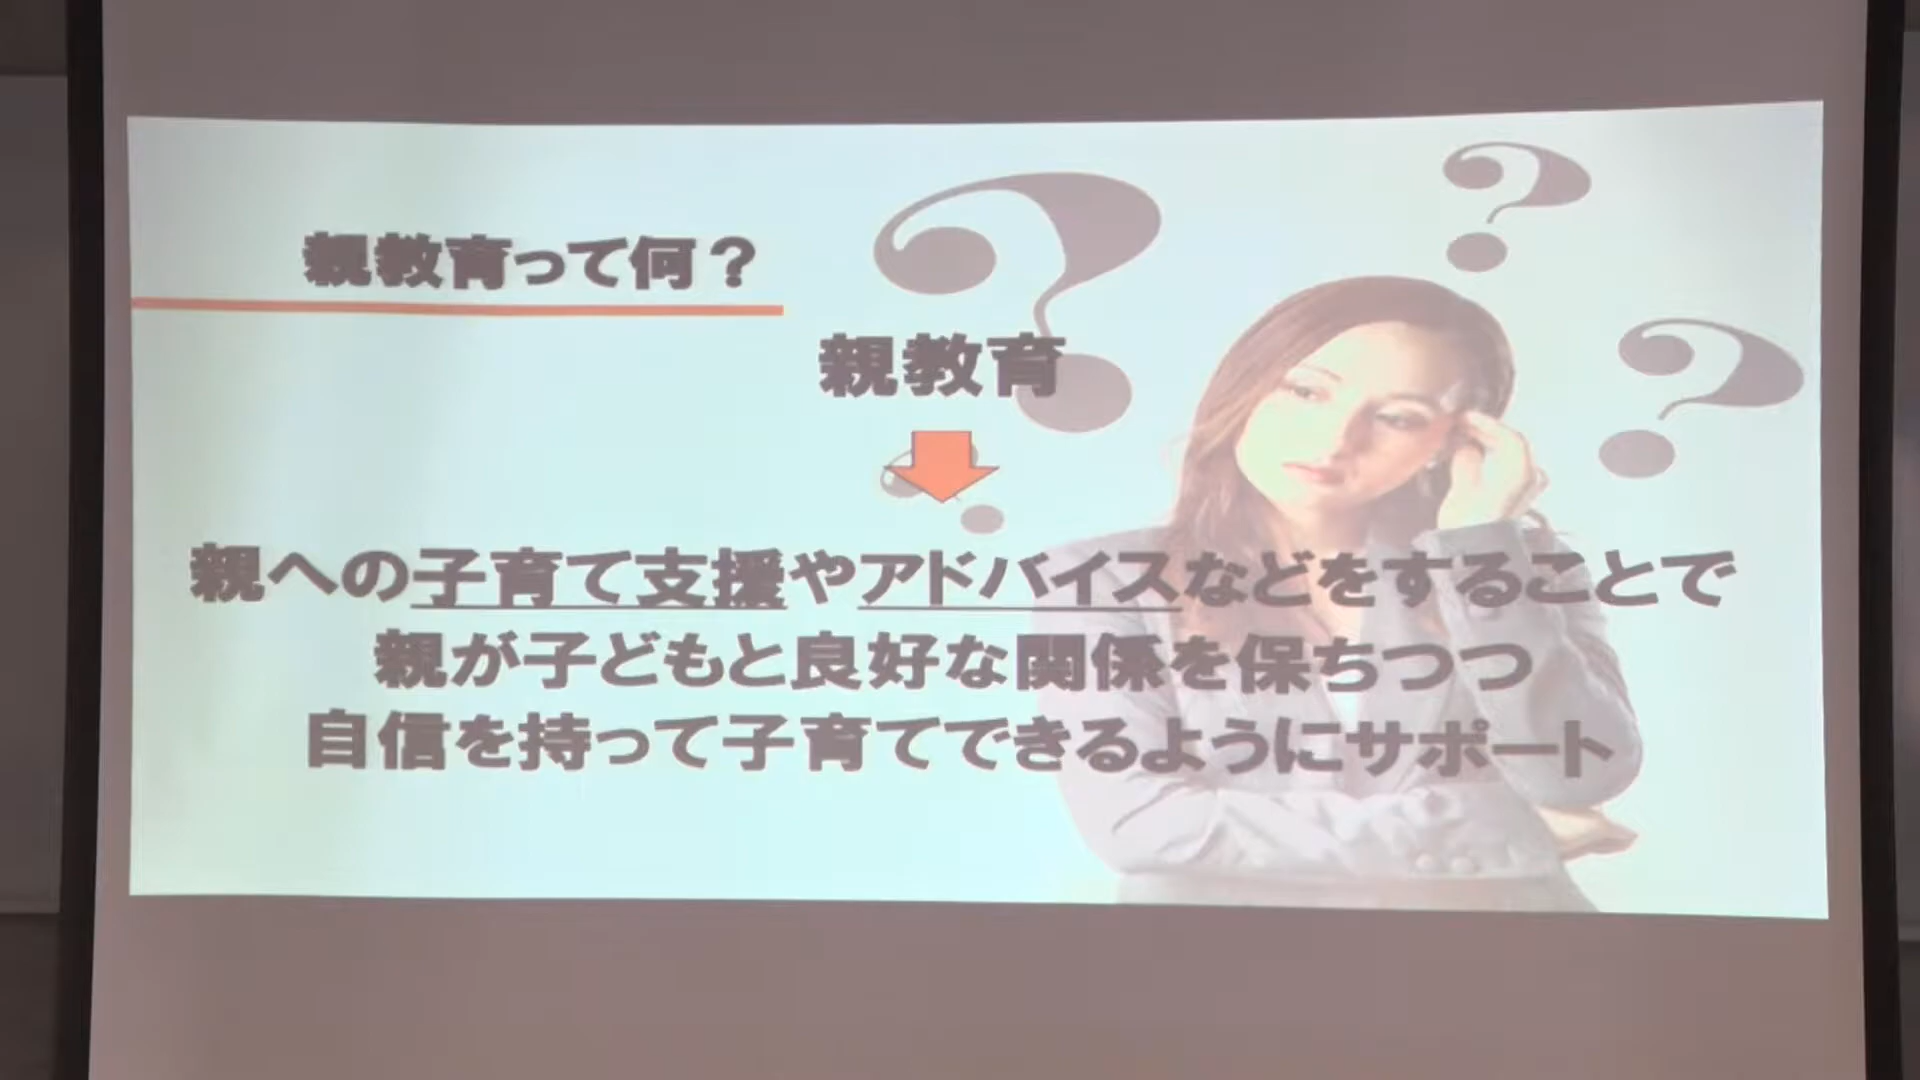 親教育って何？
親教育
親への子育て支援やアドバイスなどをすることで
親が子どもと良好な関係を保ちつつ
自信を持って子育てできるようにサポート